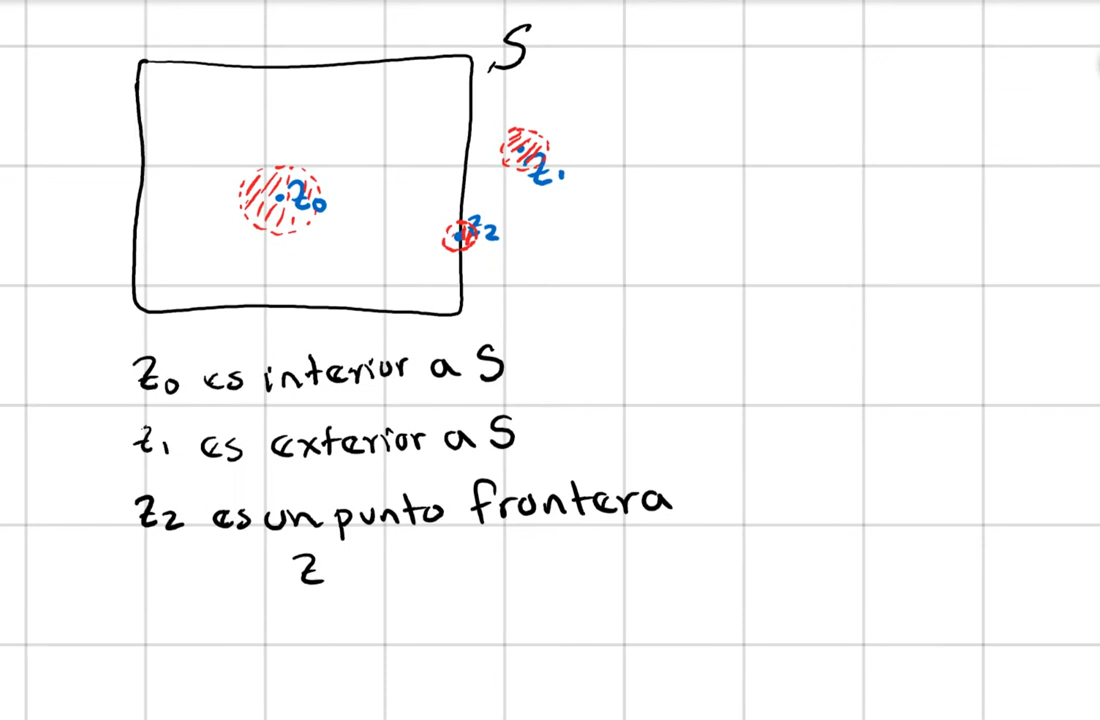 S
z₁
z₀
z₂
z₀ es interior a S
z₁ es exterior a S
z₂ es un punto frontera
z